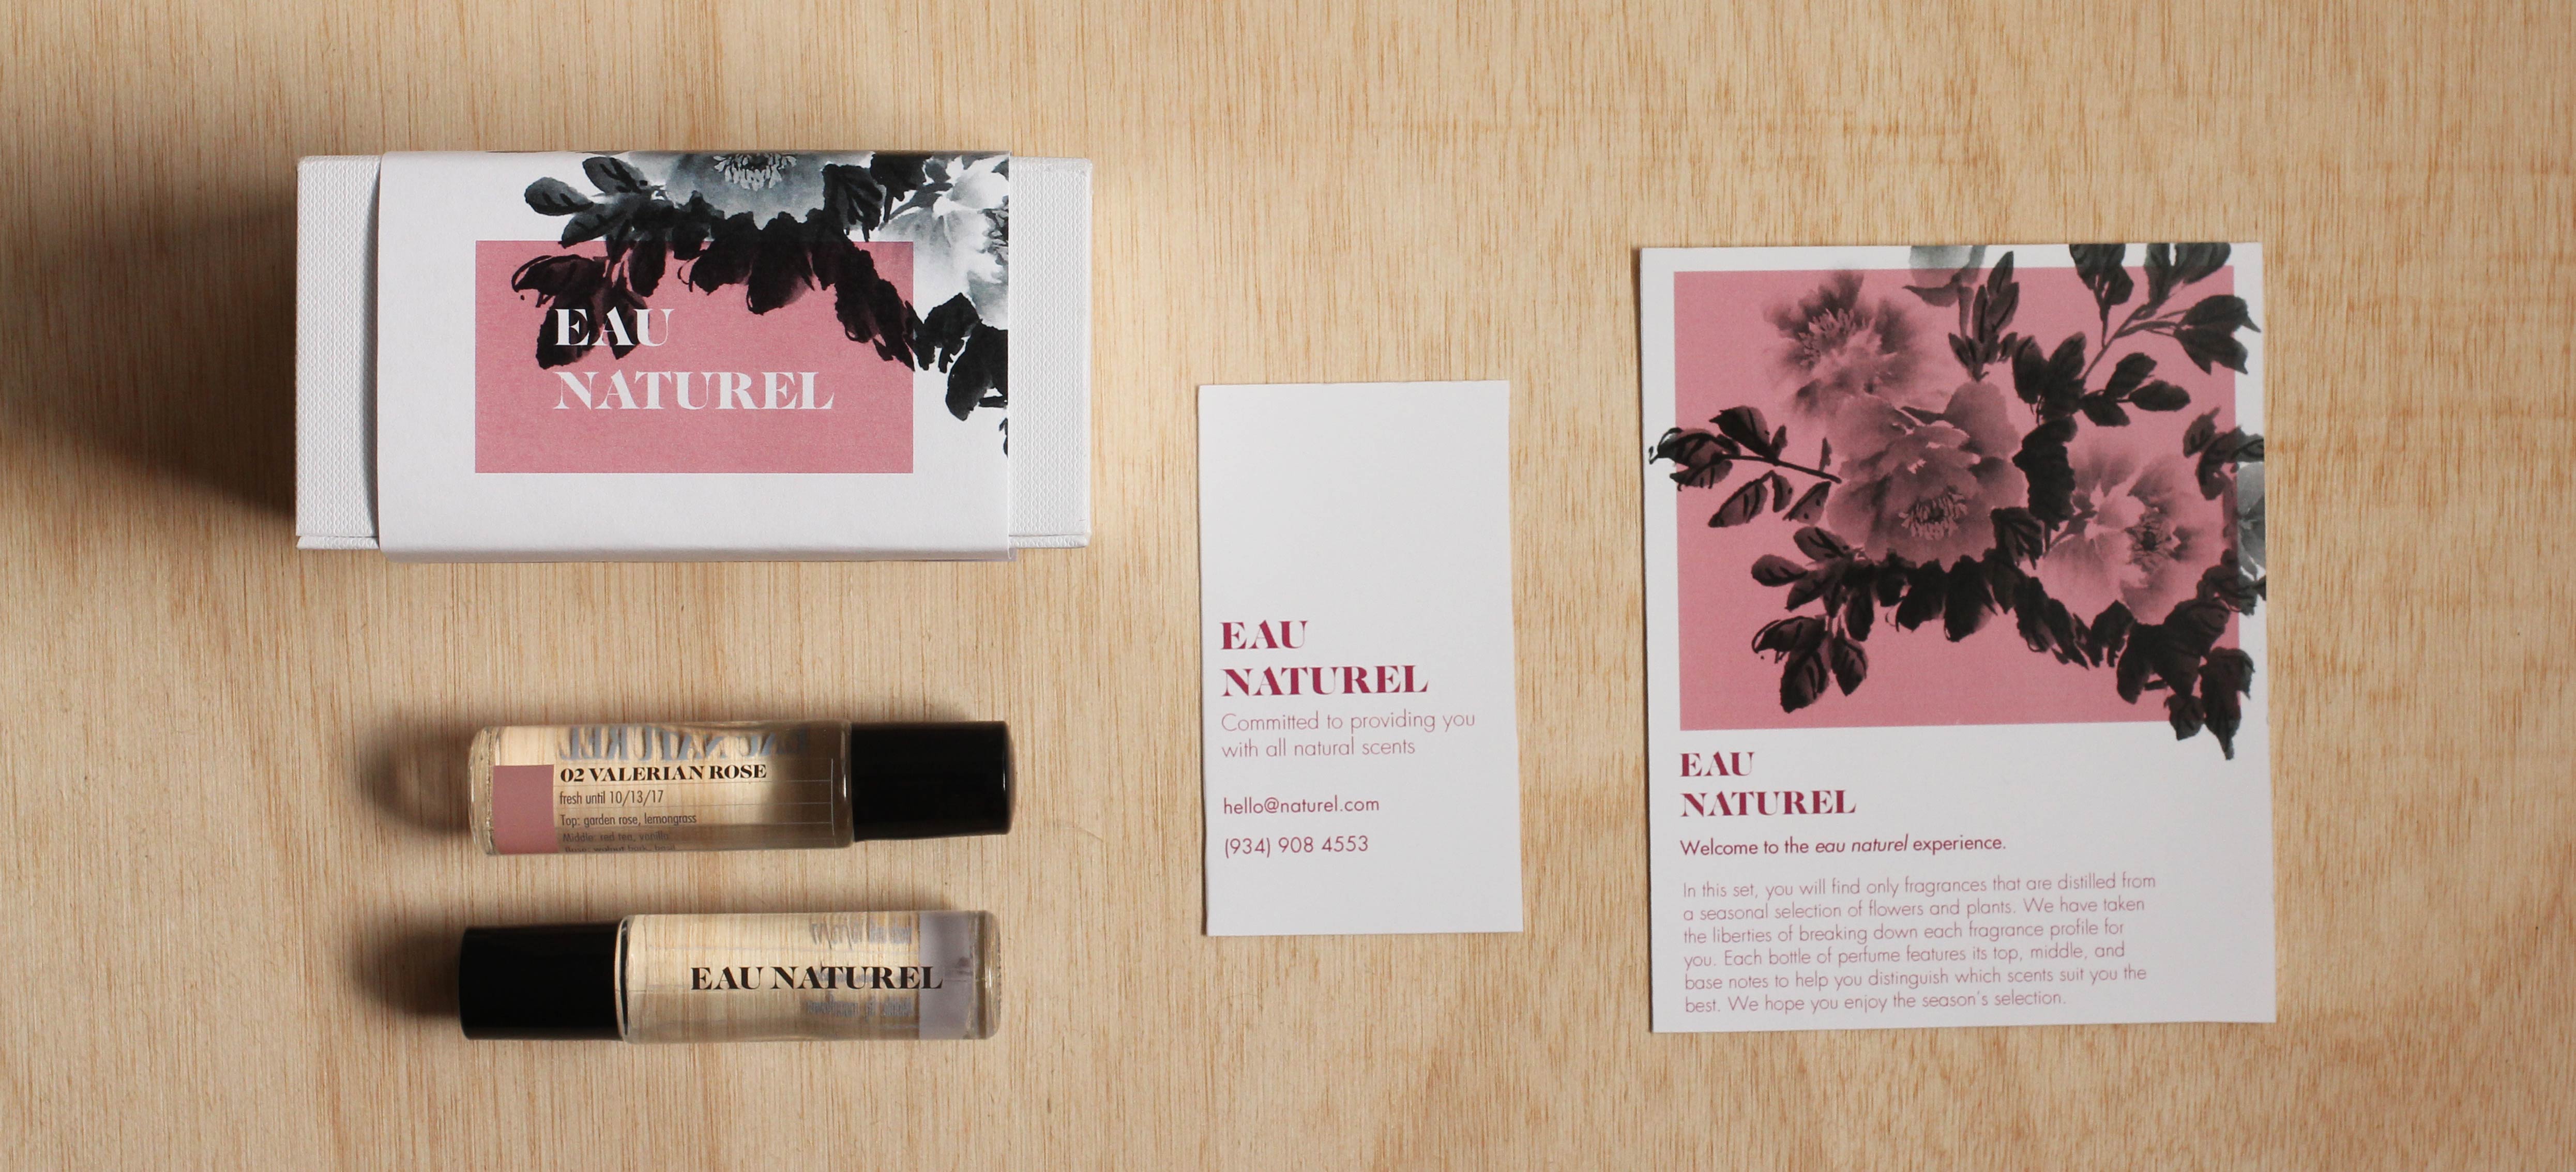 EAU
NATUREL
02 VALERIAN ROSE
fresh until 10/13/17
Top: garden rose, lemongrass
Middle: red tea, vanilla
EAU NATUREL
EAU
NATUREL
Committed to providing you
with all natural scents
hello@naturel.com
(934) 908 4553
EAU
NATUREL
Welcome to the eau naturel experience.
In this set, you will find only fragrances that are distilled from
a seasonal selection of flowers and plants. We have taken
the liberties of breaking down each fragrance profile for
you. Each bottle of perfume features its top, middle, and
base notes to help you distinguish which scents suit you the
best. We hope you enjoy the season's selection.